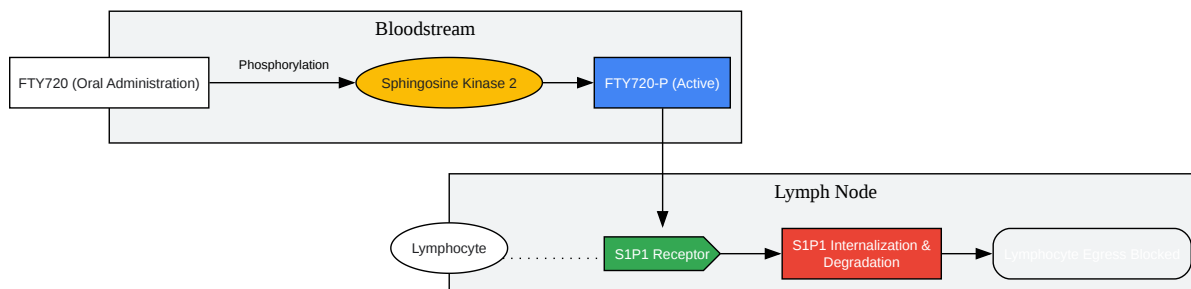 Bloodstream
Phosphorylation
FTY720 (Oral Administration)
Sphingosine Kinase 2
FTY720-P (Active)
Lymph Node
Lymphocyte
S1P1 Receptor
S1P1 Internalization &
Degradation
Lymphocyte Egress Blocked